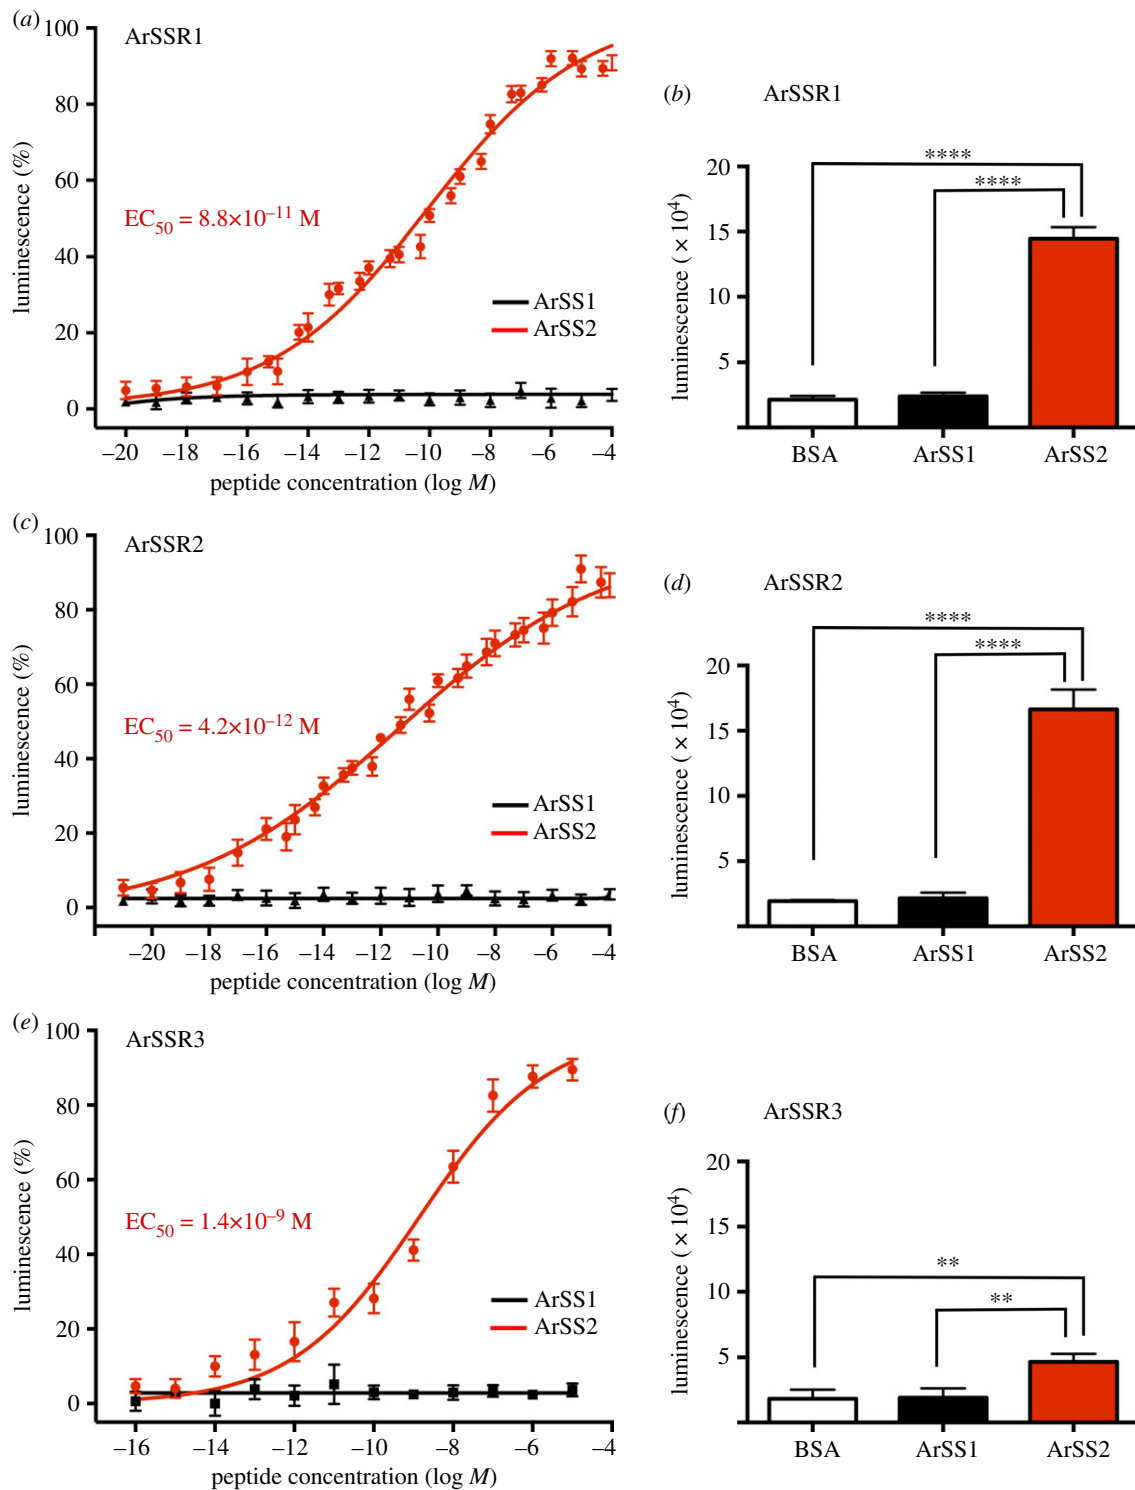 (a)
ArSSR1
100
80
60
40
20
0
luminescence (%)
EC50 = 8.8×10–11 M
ArSS1
ArSS2
–20 –18 –16 –14 –12 –10 –8 –6 –4
peptide concentration (log M)
(b)
ArSSR1
20
15
10
5
luminescence ( × 104)
****
****
BSA ArSS1 ArSS2
(c)
ArSSR2
100
80
60
40
20
0
luminescence (%)
EC50 = 4.2×10–12 M
ArSS1
ArSS2
–20 –18 –16 –14 –12 –10 –8 –6 –4
peptide concentration (log M)
(d)
ArSSR2
20
15
10
5
luminescence ( × 104)
****
****
BSA ArSS1 ArSS2
(e)
ArSSR3
100
80
60
40
20
0
luminescence (%)
EC50 = 1.4×10–9 M
ArSS1
ArSS2
–16 –14 –12 –10 –8 –6 –4
peptide concentration (log M)
(f)
ArSSR3
20
15
10
5
luminescence ( × 104)
**
**
BSA ArSS1 ArSS2